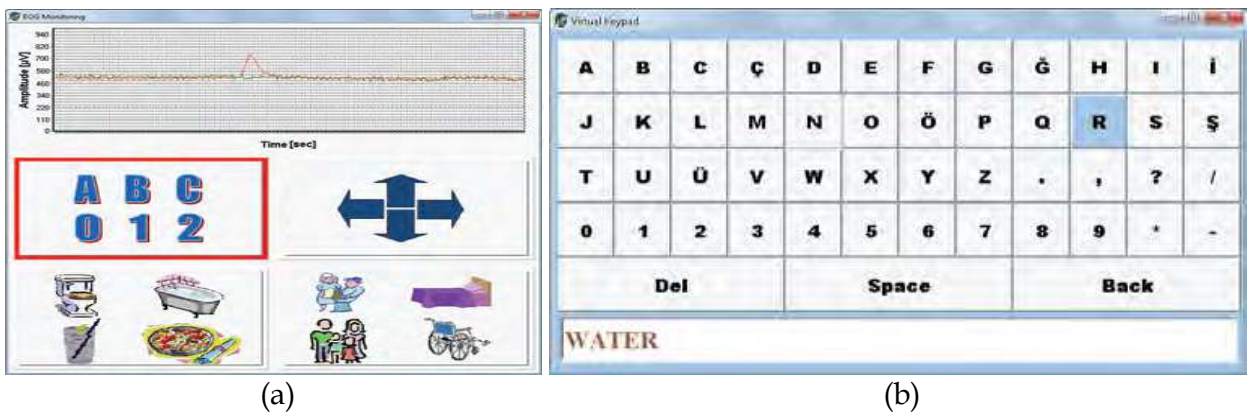 EOG Monitoring
Amplitude [µV]
940
820
700
580
460
340
220
110
0
Time [sec]
A B C
0 1 2
(a)
Virtual Keypad
A B C Ç D E F G Ğ H I İ
J K L M N O Ö P Q R S Ş
T U Ü V W X Y Z . , ? /
0 1 2 3 4 5 6 7 8 9 * -
Del Space Back
WATER
(b)